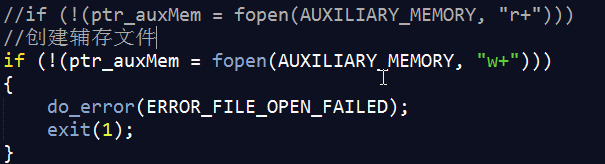 //if (!(ptr_auxMem = fopen(AUXILIARY_MEMORY, "r+")))
//创建辅存文件
if (!(ptr_auxMem = fopen(AUXILIARY_MEMORY, "w+")))
{
    do_error(ERROR_FILE_OPEN_FAILED);
    exit(1);
}